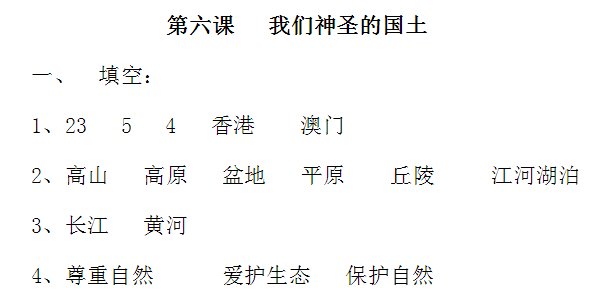 第六课 我们神圣的国土
一、 填空：
1、23 5 4 香港 澳门
2、高山 高原 盆地 平原 丘陵 江河湖泊
3、长江 黄河
4、尊重自然 爱护生态 保护自然